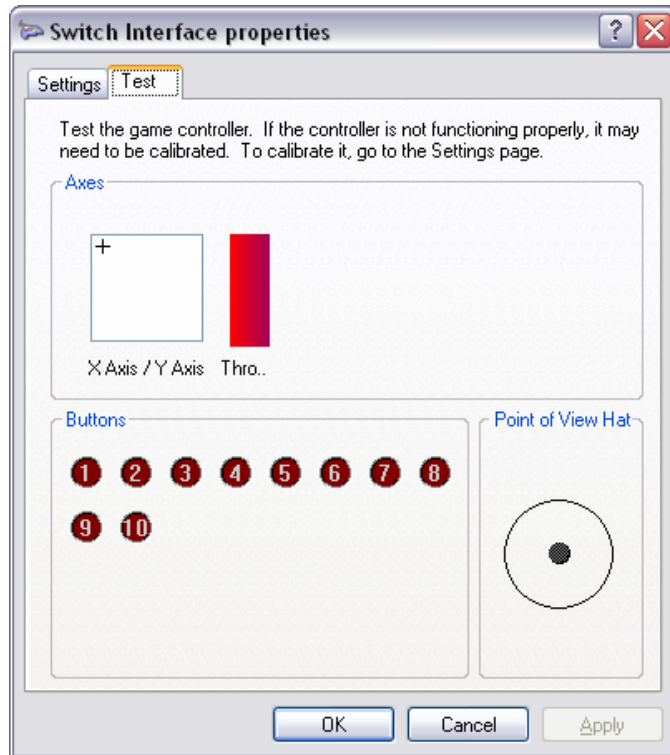 Switch Interface properties
Settings Test
Test the game controller. If the controller is not functioning properly, it may
need to be calibrated. To calibrate it, go to the Settings page.
Axes
X Axis / Y Axis Thro..
Buttons
1 2 3 4 5 6 7 8
9 10
Point of View Hat
OK Cancel Apply